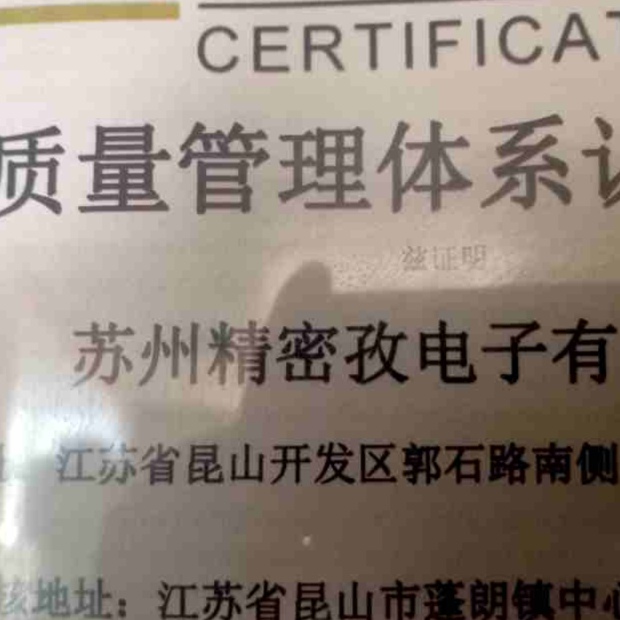 CERTIFICAT
质量管理体系认
兹证明
苏州精密孜电子有
江苏省昆山开发区郭石路南侧
核地址：江苏省昆山市蓬朗镇中心